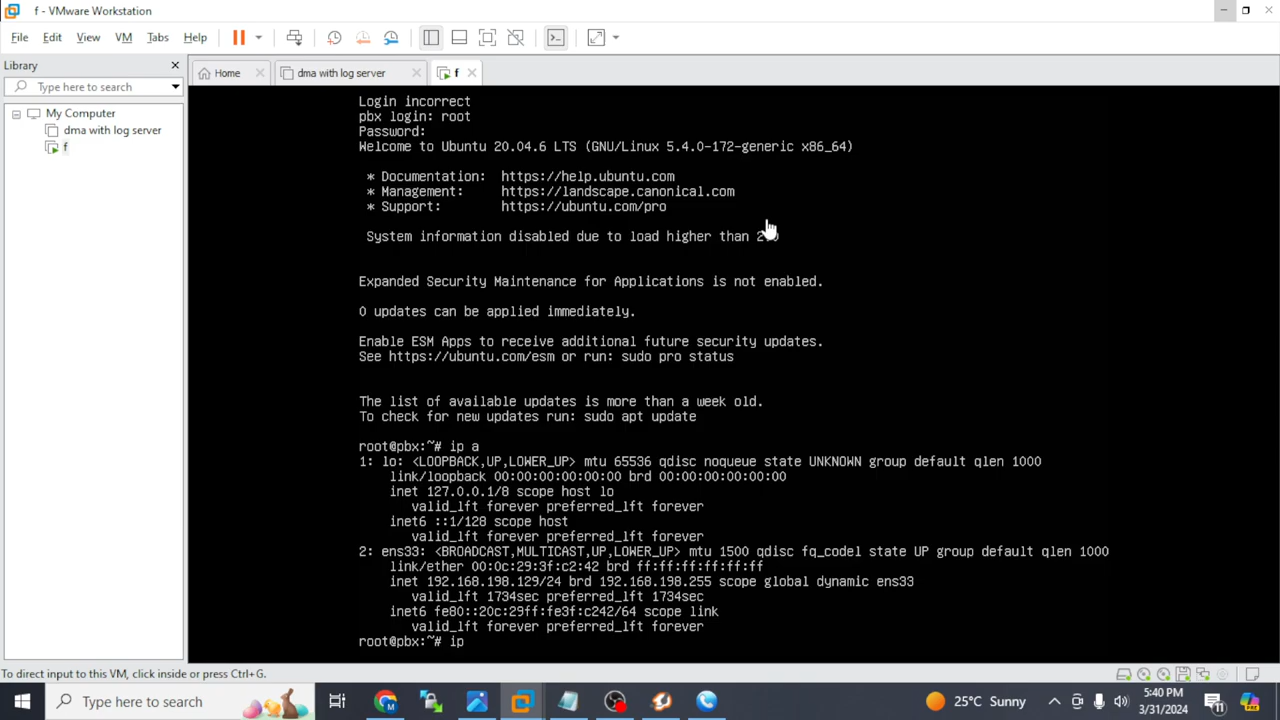 f - VMware Workstation
File Edit View VM Tabs Help
Library
Home
dma with log server
f
Type here to search
My Computer
dma with log server
f
Login incorrect
pbx login: root
Password:
Welcome to Ubuntu 20.04.6 LTS (GNU/Linux 5.4.0-172-generic x86_64)
* Documentation: https://help.ubuntu.com
* Management: https://landscape.canonical.com
* Support: https://ubuntu.com/pro
System information disabled due to load higher than
Expanded Security Maintenance for Applications is not enabled.
0 updates can be applied immediately.
Enable ESM Apps to receive additional future security updates.
See https://ubuntu.com/esm or run: sudo pro status
The list of available updates is more than a week old.
To check for new updates run: sudo apt update
root@pbx:~# ip a
1: lo: <LOOPBACK,UP,LOWER_UP> mtu 65536 qdisc noqueue state UNKNOWN group default qlen 1000
link/loopback 00:00:00:00:00:00 brd 00:00:00:00:00:00
inet 127.0.0.1/8 scope host lo
valid_lft forever preferred_lft forever
inet6 ::1/128 scope host
valid_lft forever preferred_lft forever
2: ens33: <BROADCAST,MULTICAST,UP,LOWER_UP> mtu 1500 qdisc fq_codel state UP group default qlen 1000
link/ether 00:0c:29:3f:c2:42 brd ff:ff:ff:ff:ff:ff
inet 192.168.198.129/24 brd 192.168.198.255 scope global dynamic ens33
valid_lft 1734sec preferred_lft 1734sec
inet6 fe80::20c:29ff:fe3f:c242/64 scope link
valid_lft forever preferred_lft forever
root@pbx:~# ip
To direct input to this VM, click inside or press Ctrl+G.
Type here to search
25°C Sunny
5:40 PM
3/31/2024
11